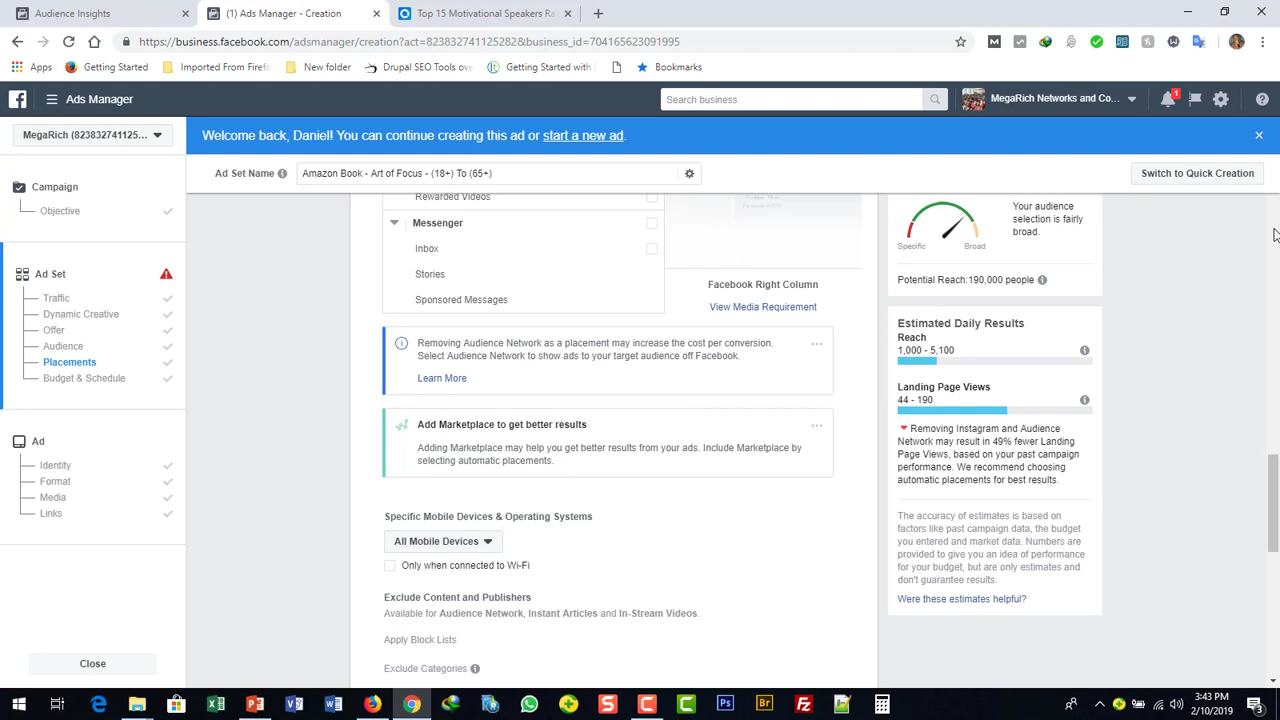 Audience Insights
(1) Ads Manager - Creation
Top 15 Motivational Speakers Ra
https://business.facebook.com/adsmanager/creation?act=823832741125282&business_id=704165623091995
Apps
Getting Started
Imported From Firefo
New folder
Drupal SEO Tools ove
Getting Started with
Bookmarks
Ads Manager
Search business
MegaRich Networks and Co...
1
MegaRich (823832741125...
Welcome back, Daniel! You can continue creating this ad or start a new ad.
Ad Set Name
Amazon Book - Art of Focus - (18+) To (65+)
Switch to Quick Creation
Campaign
Objective
Ad Set
Traffic
Dynamic Creative
Offer
Audience
Placements
Budget & Schedule
Ad
Identity
Format
Media
Links
Close
Rewarded Videos
Messenger
Inbox
Stories
Sponsored Messages
Facebook Right Column
View Media Requirement
Removing Audience Network as a placement may increase the cost per conversion.
Select Audience Network to show ads to your target audience off Facebook.
Learn More
Add Marketplace to get better results
Adding Marketplace may help you get better results from your ads. Include Marketplace by
selecting automatic placements.
Specific Mobile Devices & Operating Systems
All Mobile Devices
Only when connected to Wi-Fi
Exclude Content and Publishers
Available for Audience Network, Instant Articles and In-Stream Videos.
Apply Block Lists
Exclude Categories
Specific
Broad
Your audience
selection is fairly
broad.
Potential Reach:190,000 people
Estimated Daily Results
Reach
1,000 - 5,100
Landing Page Views
44 - 190
Removing Instagram and Audience
Network may result in 49% fewer Landing
Page Views, based on your past campaign
performance. We recommend choosing
automatic placements for best results.
The accuracy of estimates is based on
factors like past campaign data, the budget
you entered and market data. Numbers are
provided to give you an idea of performance
for your budget, but are only estimates and
don't guarantee results.
Were these estimates helpful?
3:43 PM
2/10/2019
3